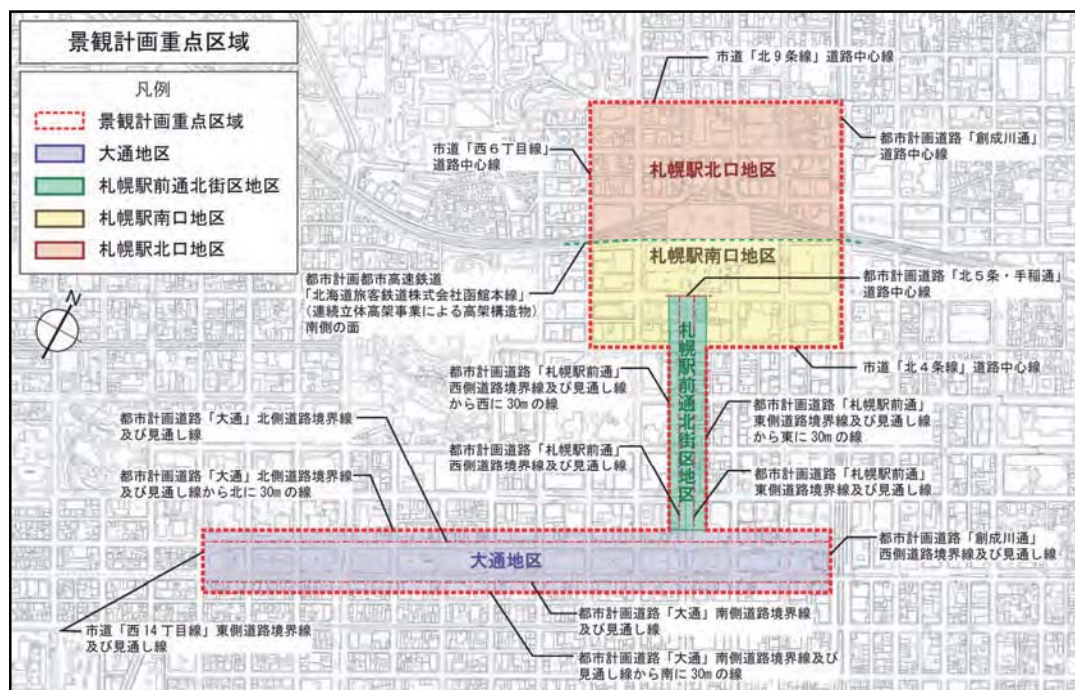 景観計画重点区域
凡例
景観計画重点区域
大通地区
札幌駅前通北街区地区
札幌駅南口地区
札幌駅北口地区
N
市道「北9条線」道路中心線
都市計画道路「創成川通」
道路中心線
市道「西6丁目線」
道路中心線
札幌駅北口地区
札幌駅南口地区
都市計画都市高速鉄道
「北海道旅客鉄道株式会社函館本線」
(連続立体高架事業による高架構造物)
南側の面
都市計画道路「北5条・手稲通」
道路中心線
市道「北4条線」道路中心線
札幌駅前通北街区地区
都市計画道路「札幌駅前通」
西側道路境界線及び見通し線
から西に30mの線
都市計画道路「札幌駅前通」
東側道路境界線及び見通し線
から東に30mの線
都市計画道路「大通」北側道路境界線
及び見通し線
都市計画道路「札幌駅前通」
西側道路境界線及び見通し線
都市計画道路「札幌駅前通」
東側道路境界線及び見通し線
都市計画道路「大通」北側道路境界線
及び見通し線から北に30mの線
都市計画道路「創成川通」
西側道路境界線及び見通し線
大通地区
都市計画道路「大通」南側道路境界線
及び見通し線
市道「西14丁目線」東側道路境界線
及び見通し線
都市計画道路「大通」南側道路境界線及び
見通し線から南に30mの線